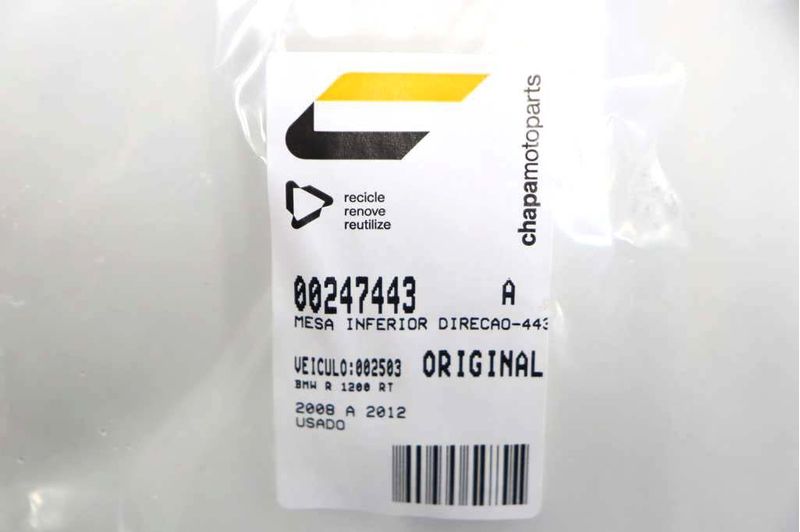 chapamotoparts
recicle
renove
reutilize
00247443 A
MESA INFERIOR DIRECAO-443
VEICULO:002503 ORIGINAL
BMW R 1200 RT
2008 A 2012
USADO